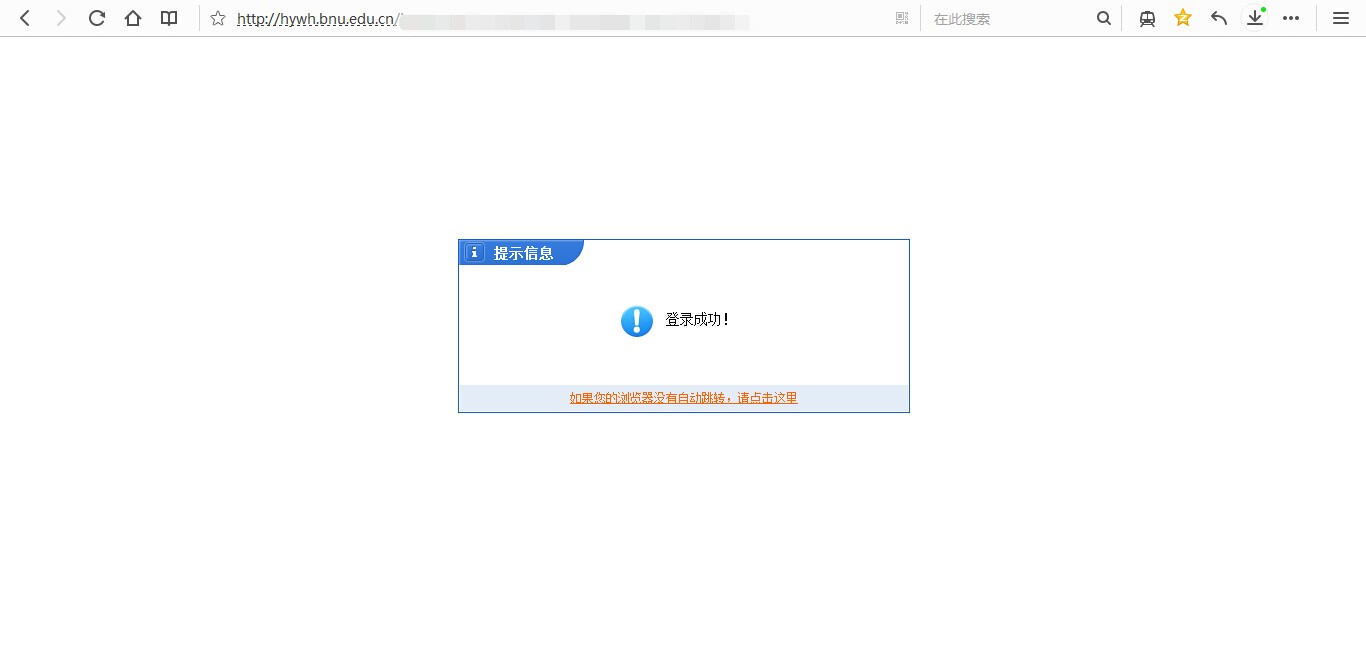 http://hywh.bnu.edu.cn/
在此搜索
提示信息
登录成功！
如果您的浏览器没有自动跳转，请点击这里